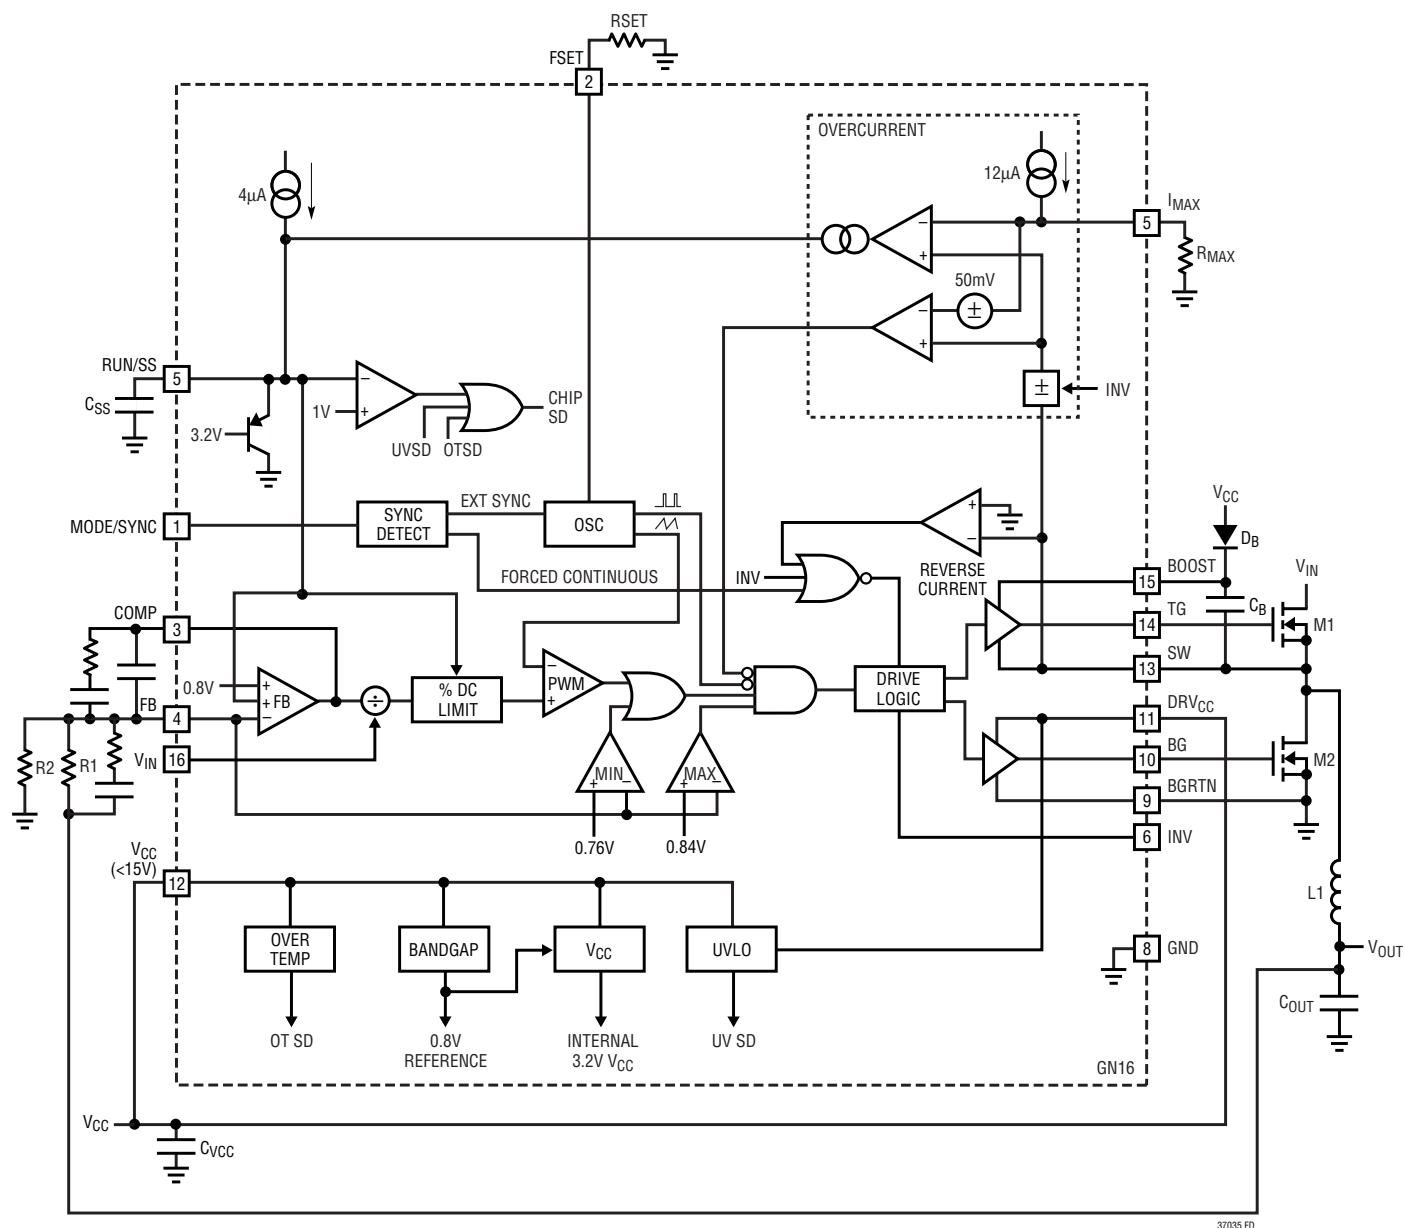 RSET
FSET
2
OVERCURRENT
4µA
12µA
IMAX
5
RMAX
−
+
50mV
±
−
+
RUN/SS
5
CSS
−
+
1V
CHIP
SD
±
INV
3.2V
UVSD
OTSD
MODE/SYNC
1
SYNC
DETECT
EXT SYNC
OSC
FORCED CONTINUOUS
INV
+
−
REVERSE
CURRENT
VCC
DB
BOOST
15
VIN
CB
TG
14
M1
SW
13
COMP
3
0.8V
+
+
−
FB
÷
% DC
LIMIT
−
PWM
+
DRIVE
LOGIC
FB
4
VIN
16
R2
R1
MIN
+
−
MAX
+
−
0.76V
0.84V
DRVCC
11
BG
10
M2
BGRTN
9
6
INV
VCC
(<15V)
12
OVER
TEMP
BANDGAP
VCC
UVLO
8
GND
L1
VOUT
COUT
OT SD
0.8V
REFERENCE
INTERNAL
3.2V VCC
UV SD
GN16
VCC
CVCC
37035 FD